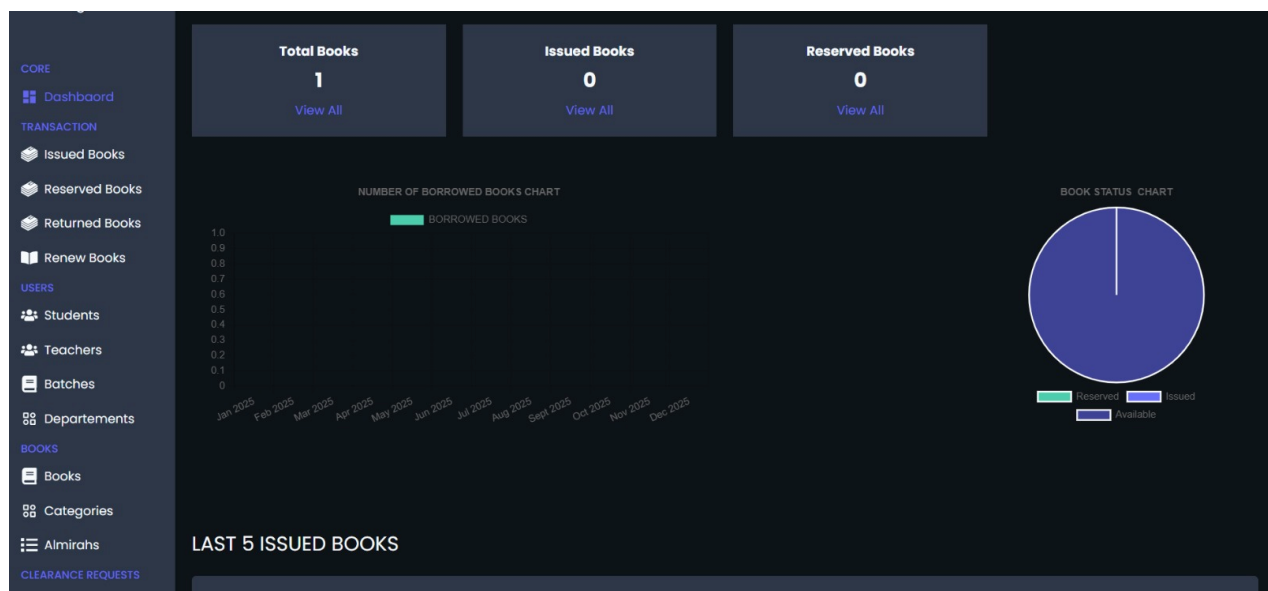 CORE
Dashbaord
TRANSACTION
Issued Books
Reserved Books
Returned Books
Renew Books
USERS
Students
Teachers
Batches
Departements
BOOKS
Books
Categories
Almirahs
CLEARANCE REQUESTS
Total Books
1
View All
Issued Books
0
View All
Reserved Books
0
View All
NUMBER OF BORROWED BOOKS CHART
BORROWED BOOKS
1.0
0.9
0.8
0.7
0.6
0.5
0.4
0.3
0.2
0.1
0
Jan 2025 Feb 2025 Mar 2025 Apr 2025 May 2025 Jun 2025 Jul 2025 Aug 2025 Sept 2025 Oct 2025 Nov 2025 Dec 2025
BOOK STATUS CHART
Reserved Issued
Available
LAST 5 ISSUED BOOKS